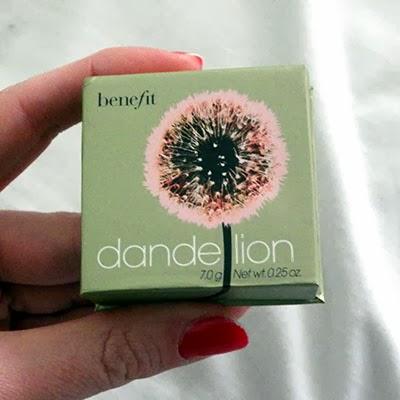 benefit
dandelion
7.0 g Net wt. 0.25 oz.